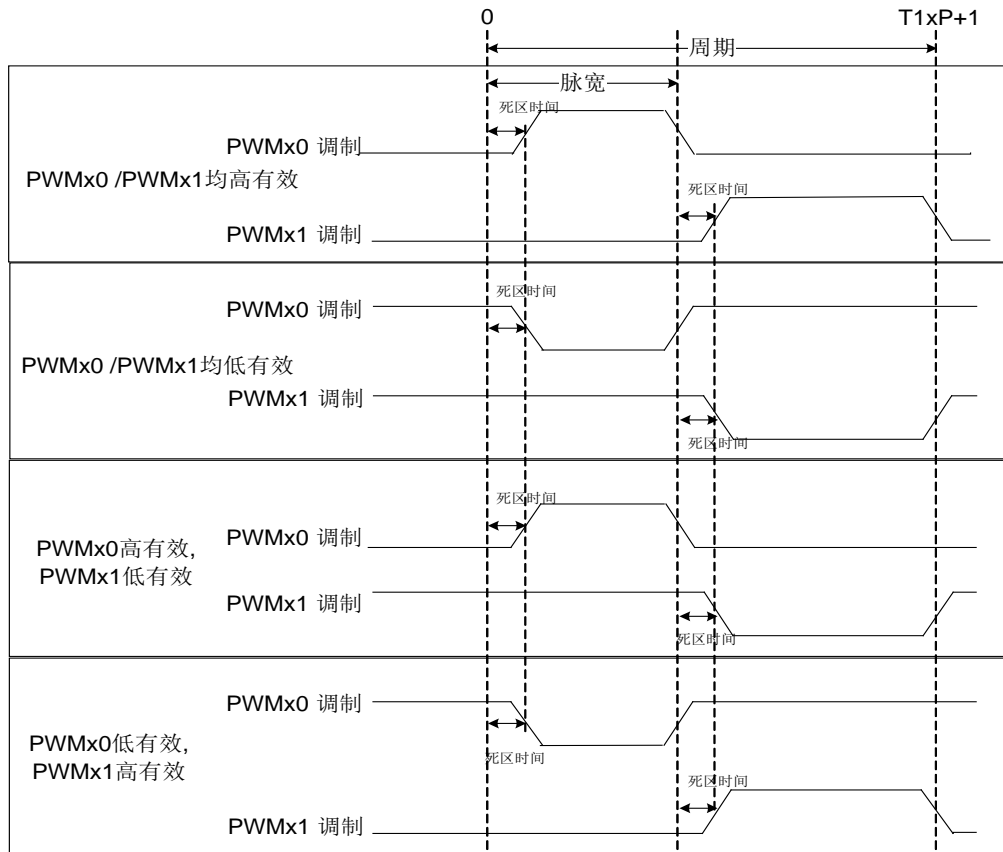 0
T1xP+1
周期
脉宽
死区时间
PWMx0 调制
PWMx0 /PWMx1均高有效
死区时间
PWMx1 调制
死区时间
PWMx0 调制
PWMx0 /PWMx1均低有效
PWMx1 调制
死区时间
死区时间
PWMx0 调制
PWMx0高有效,
PWMx1低有效
PWMx1 调制
死区时间
PWMx0 调制
PWMx0低有效,
PWMx1高有效
死区时间
死区时间
PWMx1 调制